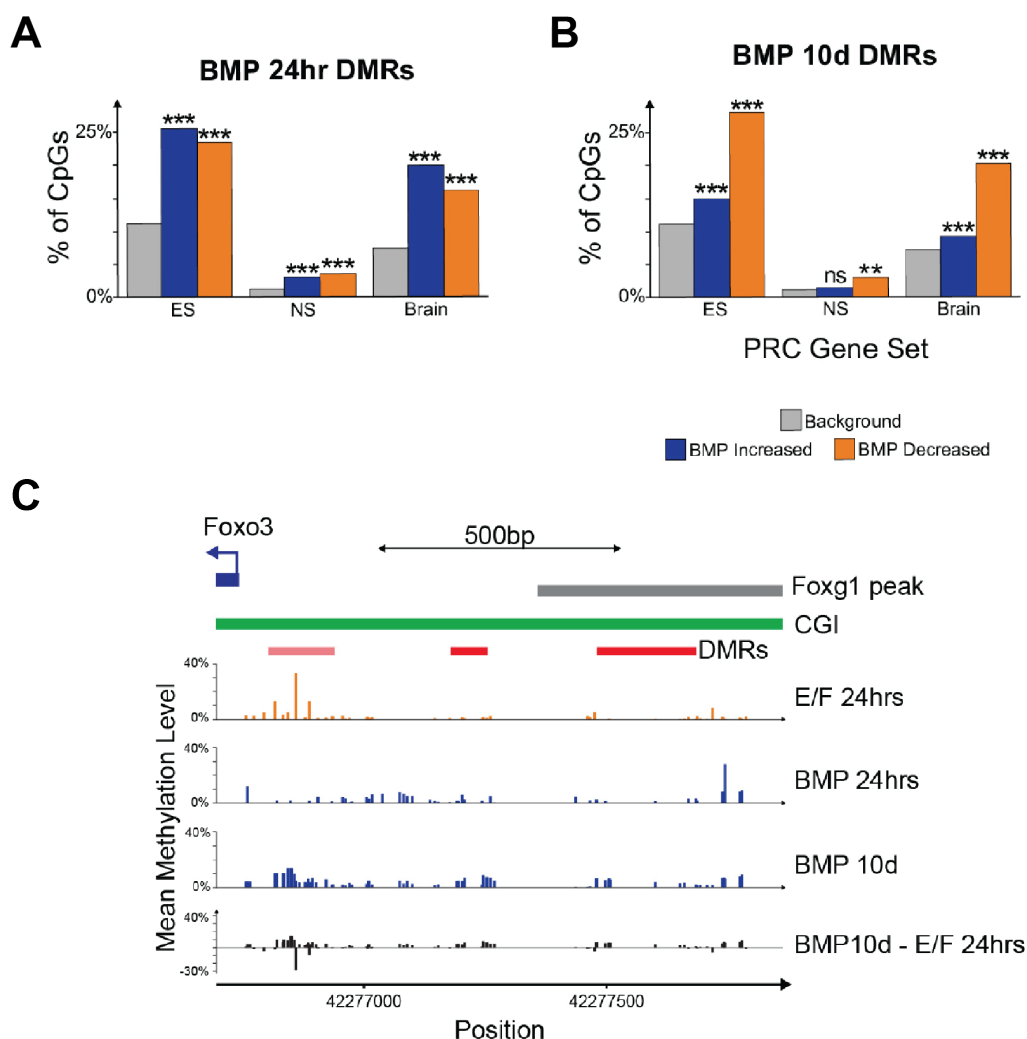 A
BMP 24hr DMRs
% of CpGs
25%
0%
*** ***
*** ***
*** ***
ES NS Brain
B
BMP 10d DMRs
% of CpGs
25%
0%
*** ***
ns **
*** ***
ES NS Brain
PRC Gene Set
Background
BMP Increased BMP Decreased
C
Foxo3
500bp
Foxg1 peak
CGI
DMRs
Mean Methylation Level
40%
0%
E/F 24hrs
40%
0%
BMP 24hrs
40%
0%
BMP 10d
40%
-30%
BMP10d - E/F 24hrs
42277000 42277500
Position